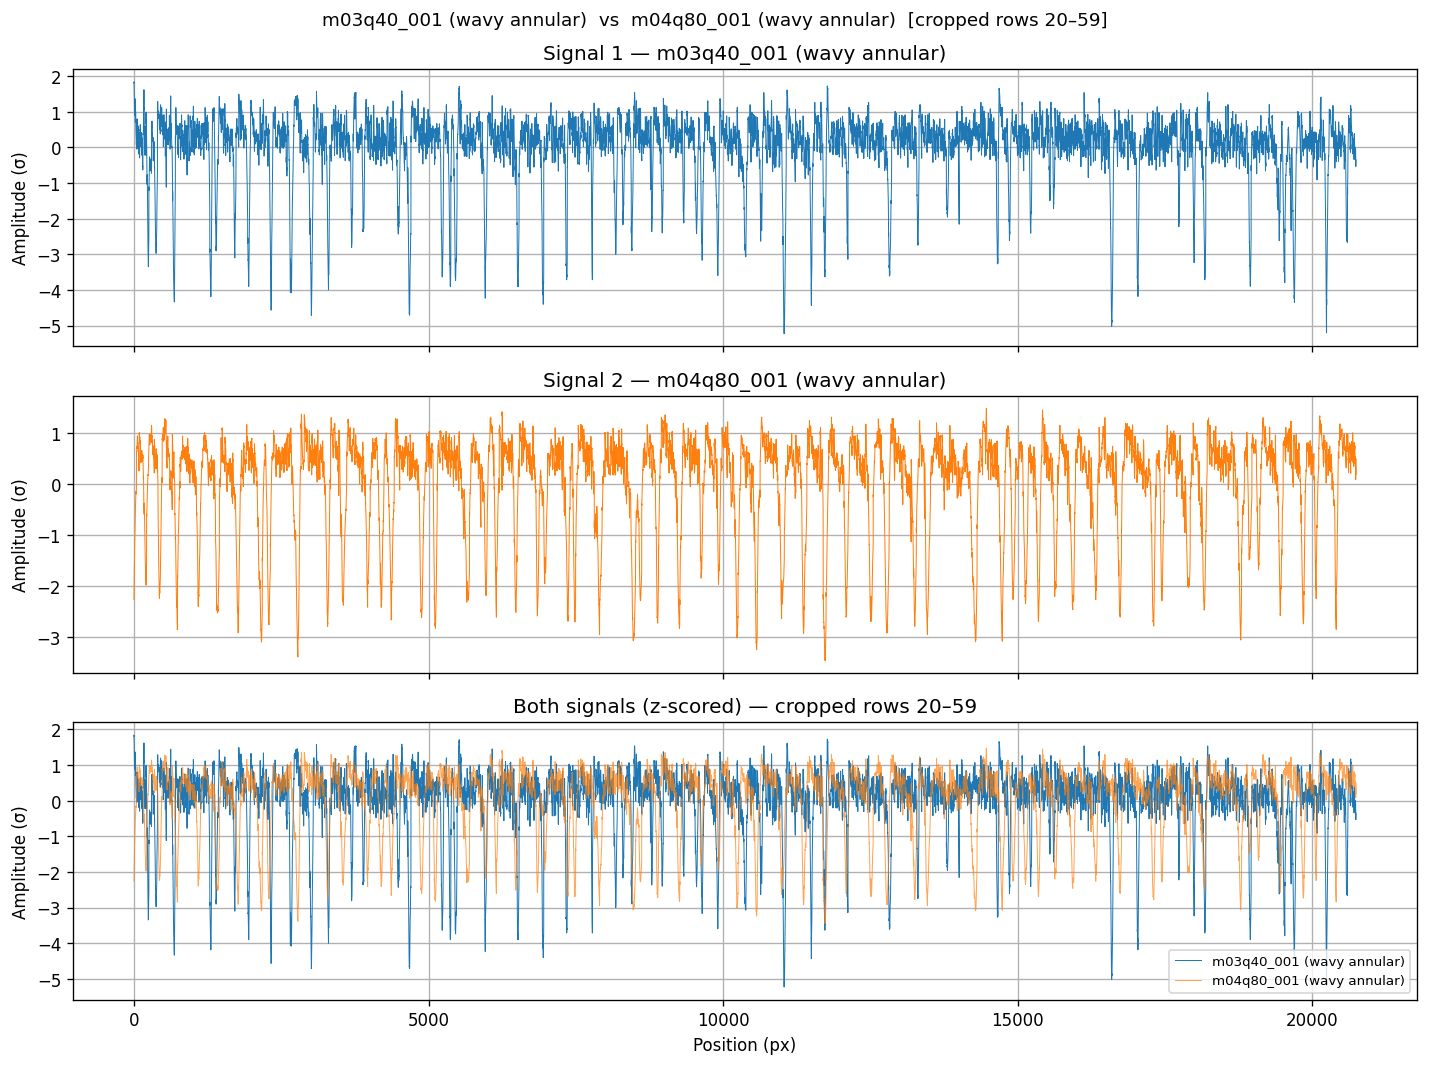 m03q40_001 (wavy annular)  vs  m04q80_001 (wavy annular)  [cropped rows 20–59]
Signal 1 — m03q40_001 (wavy annular)
2
1
0
−1
−2
−3
−4
−5
Amplitude (σ)
Signal 2 — m04q80_001 (wavy annular)
1
0
−1
−2
−3
Amplitude (σ)
Both signals (z-scored) — cropped rows 20–59
2
1
0
−1
−2
−3
−4
−5
Amplitude (σ)
m03q40_001 (wavy annular)
m04q80_001 (wavy annular)
0 5000 10000 15000 20000
Position (px)